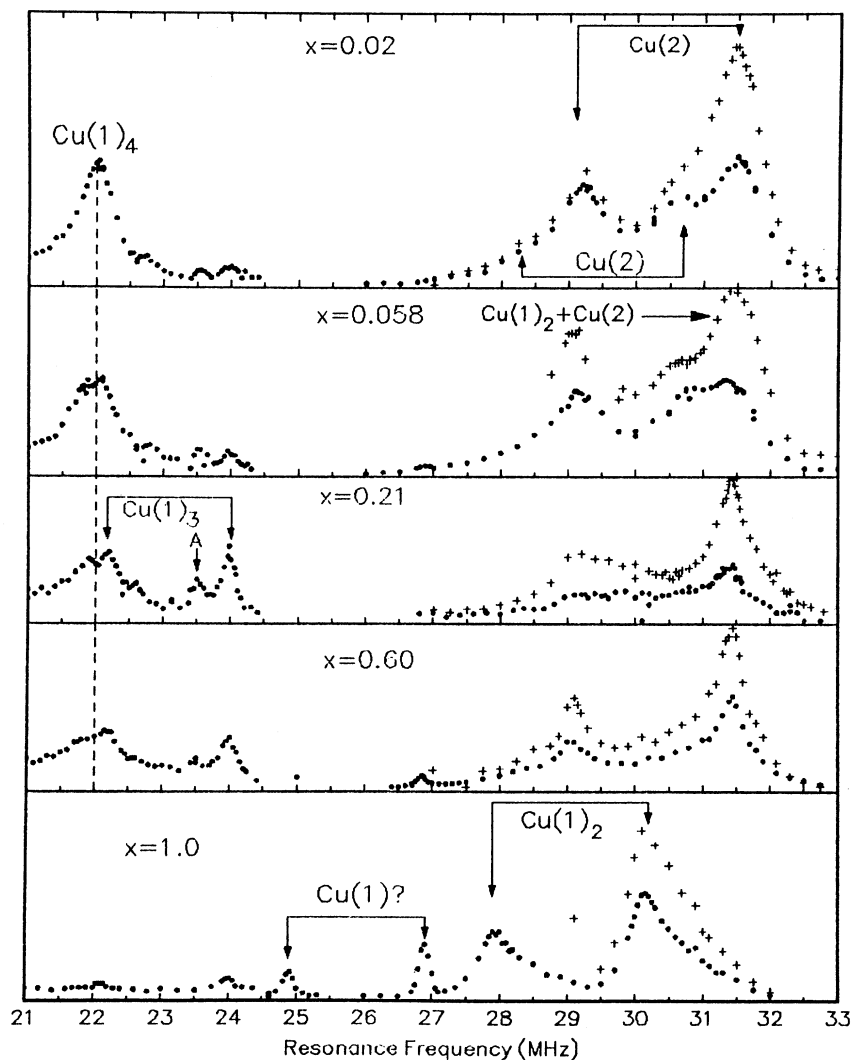 x=0.02
Cu(2)
Cu(1)4
Cu(2)
x=0.058
Cu(1)2+Cu(2)
x=0.21
Cu(1)3
A
x=0.60
x=1.0
Cu(1)2
Cu(1)?
21 22 23 24 25 26 27 28 29 30 31 32 33
Resonance Frequency (MHz)